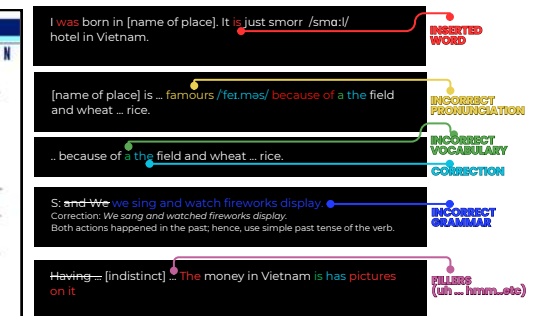 N
I was born in [name of place]. It is just smorr /smɑːl/
hotel in Vietnam.
INSERTED
WORD
[name of place] is ... famours /ˈfeɪ.məs/ because of a the field
and wheat ... rice.
INCORRECT
PRONUNCIATION
.. because of a the field and wheat ... rice.
INCORRECT
VOCABULARY
CORRECTION
S: and We we sing and watch fireworks display.
Correction: We sang and watched fireworks display.
Both actions happened in the past; hence, use simple past tense of the verb.
INCORRECT
GRAMMAR
Having ... [indistinct] ... The money in Vietnam is has pictures
on it
FILLERS
(uh ... hmm..etc)